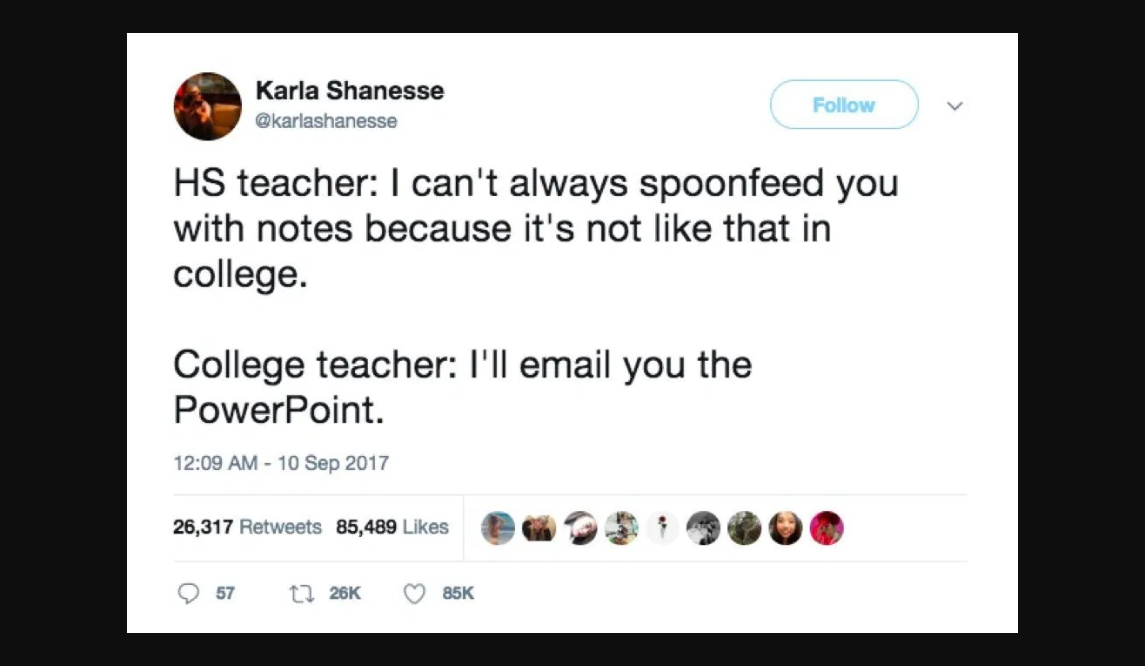 Karla Shanesse
@karlashanesse
Follow
HS teacher: I can't always spoonfeed you
with notes because it's not like that in
college.
College teacher: I'll email you the
PowerPoint.
12:09 AM - 10 Sep 2017
26,317 Retweets 85,489 Likes
57 26K 85K